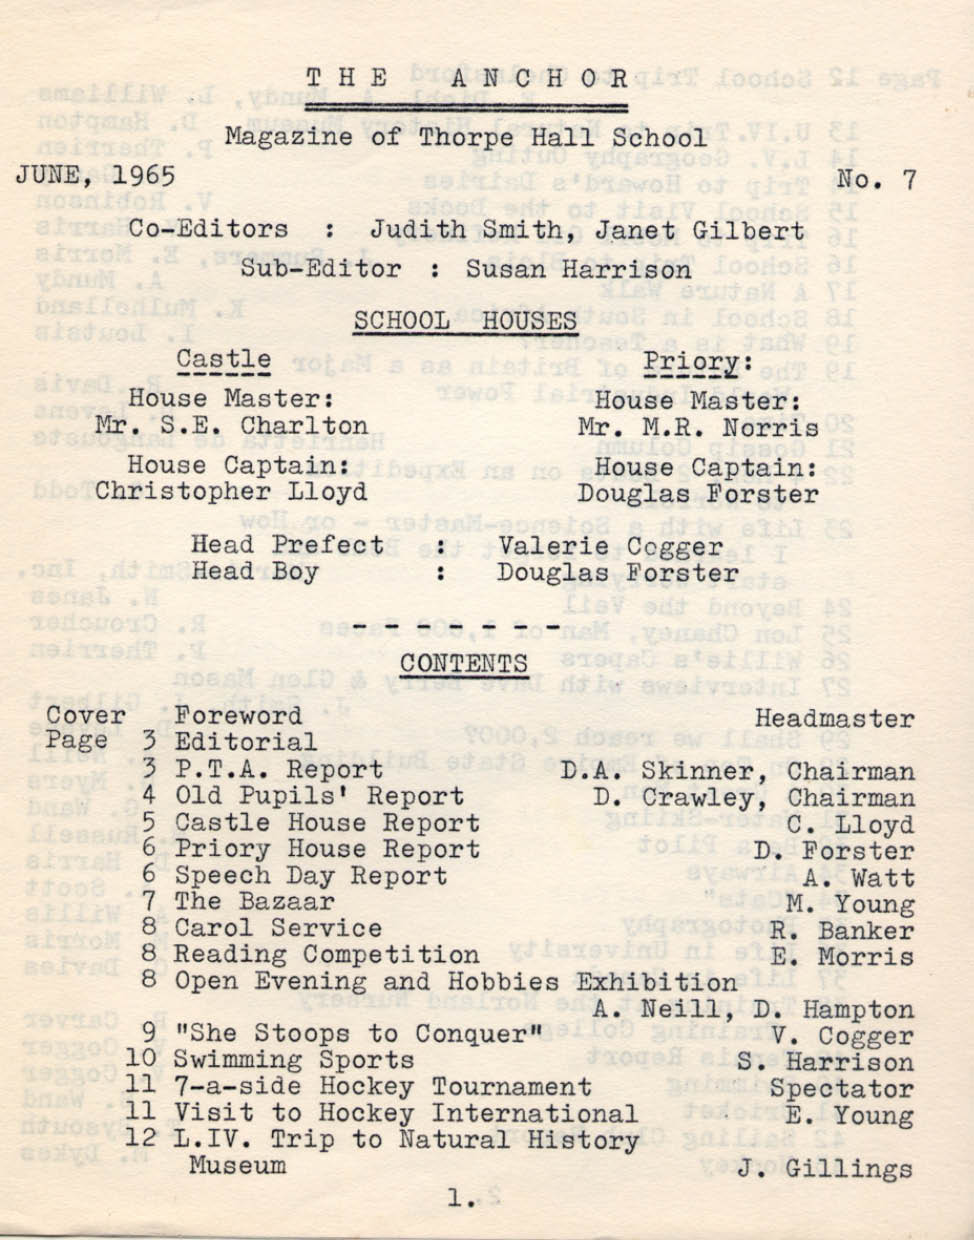 THE ANCHOR
Magazine of Thorpe Hall School
JUNE, 1965 No. 7
Co-Editors : Judith Smith, Janet Gilbert
Sub-Editor : Susan Harrison
SCHOOL HOUSES
Castle Priory:
House Master: House Master:
Mr. S.E. Charlton Mr. M.R. Norris
House Captain: House Captain:
Christopher Lloyd Douglas Forster
Head Prefect : Valerie Cogger
Head Boy : Douglas Forster
- - - - - - - -
CONTENTS
Cover Foreword Headmaster
Page 3 Editorial
3 P.T.A. Report D.A. Skinner, Chairman
4 Old Pupils' Report D. Crawley, Chairman
5 Castle House Report C. Lloyd
6 Priory House Report D. Forster
6 Speech Day Report A. Watt
7 The Bazaar M. Young
8 Carol Service R. Banker
8 Reading Competition E. Morris
8 Open Evening and Hobbies Exhibition
A. Neill, D. Hampton
9 "She Stoops to Conquer" V. Cogger
10 Swimming Sports S. Harrison
11 7-a-side Hockey Tournament Spectator
11 Visit to Hockey International E. Young
12 L.IV. Trip to Natural History
Museum J. Gillings
1.